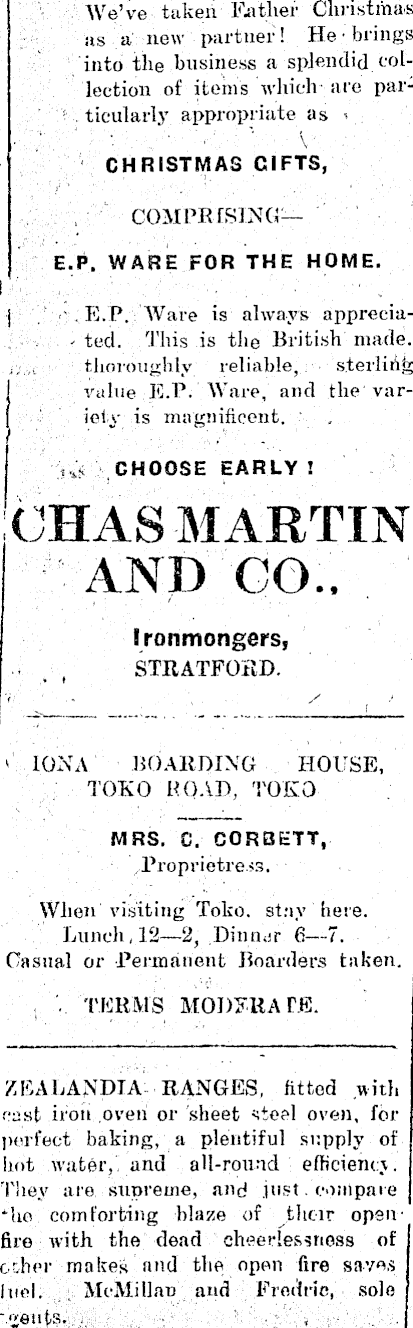 We've taken Father Christmas
as a new partner! He brings
into the business a splendid col-
lection of items which are par-
ticularly appropriate as
CHRISTMAS GIFTS,
COMPRISING—
E.P. WARE FOR THE HOME.
E.P. Ware is always apprecia-
ted. This is the British made.
thoroughly reliable, sterling
value E.P. Ware, and the var-
iety is magnificent.
CHOOSE EARLY!
CHAS MARTIN
AND CO.,
Ironmongers,
STRATFORD.
IONA BOARDING HOUSE,
TOKO ROAD, TOKO
MRS. C. CORBETT,
Proprietress.
When visiting Toko, stay here.
Lunch, 12—2, Dinner 6—7.
Casual or Permanent Boarders taken.
TERMS MODERATE.
ZEALANDIA RANGES, fitted with
cast iron oven or sheet steel oven, for
perfect baking, a plentiful supply of
hot water, and all-round efficiency.
They are supreme, and just compare
the comforting blaze of their open
fire with the dead cheerlessness of
other makes and the open fire saves
fuel. McMillan and Fredric, sole
agents.